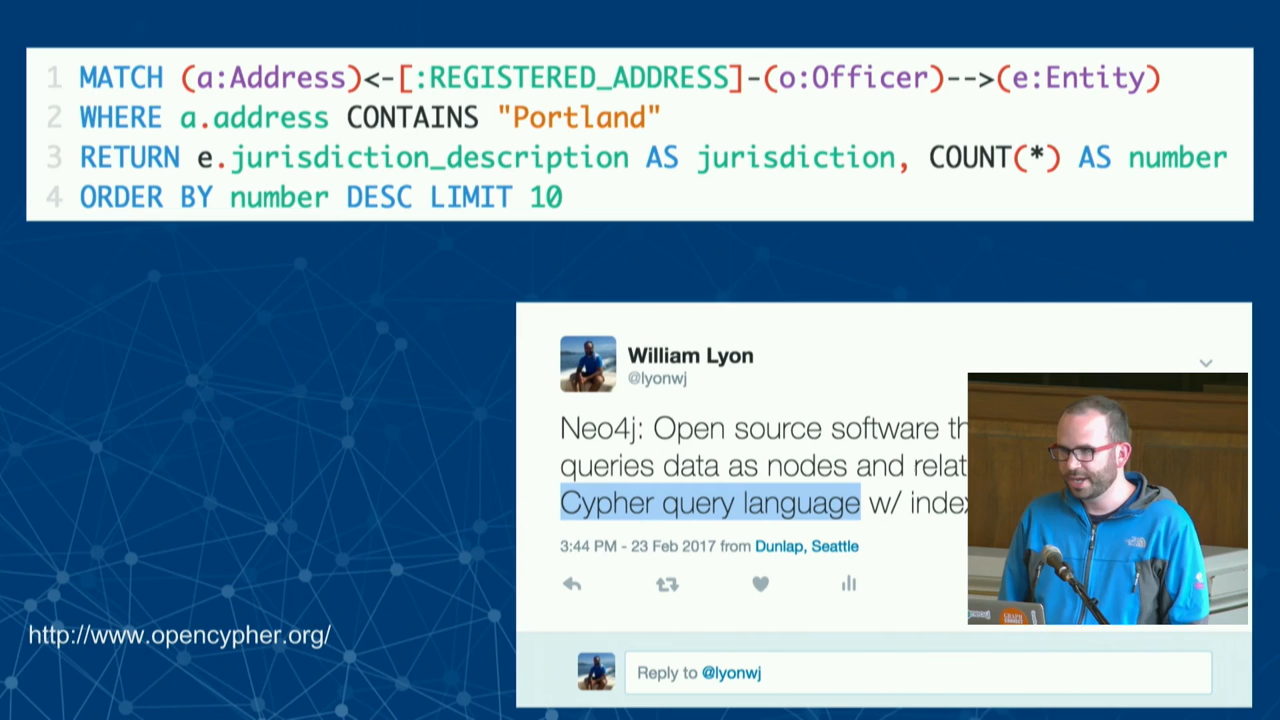 1 MATCH (a:Address)<-[:REGISTERED_ADDRESS]-(o:Officer)-->(e:Entity)
2 WHERE a.address CONTAINS "Portland"
3 RETURN e.jurisdiction_description AS jurisdiction, COUNT(*) AS number
4 ORDER BY number DESC LIMIT 10
William Lyon
@lyonwj
Neo4j: Open source software
queries data as nodes and
Cypher query language w/
3:44 PM - 23 Feb 2017 from Dunlap, Seattle
http://www.opencypher.org/
Reply to @lyonwj